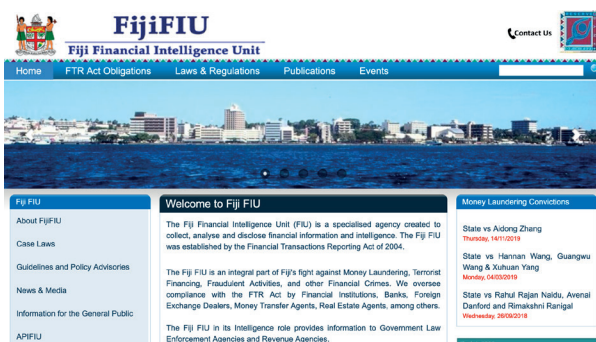 FijiFIU
Fiji Financial Intelligence Unit
Contact Us
Home FTR Act Obligations Laws & Regulations Publications Events
Fiji FIU
About FijiFIU
Case Laws
Guidelines and Policy Advisories
News & Media
Information for the General Public
APIFIU
Welcome to Fiji FIU
The Fiji Financial Intelligence Unit (FIU) is a specialised agency created to
collect, analyse and disclose financial information and intelligence. The Fiji FIU
was established by the Financial Transactions Reporting Act of 2004.
The Fiji FIU is an integral part of Fiji's fight against Money Laundering, Terrorist
Financing, Fraudulent Activities, and other Financial Crimes. We oversee
compliance with the FTR Act by Financial Institutions, Banks, Foreign
Exchange Dealers, Money Transfer Agents, Real Estate Agents, among others.
The Fiji FIU in its Intelligence role provides information to Government Law
Enforcement Agencies and Revenue Agencies.
Money Laundering Convictions
State vs Aidong Zhang
Thursday, 14/11/2019
State vs Hannan Wang, Guangwu
Wang & Xuhuan Yang
Monday, 04/03/2019
State vs Rahul Rajan Naidu, Avenai
Danford and Rimakshni Ranigal
Wednesday, 26/09/2018